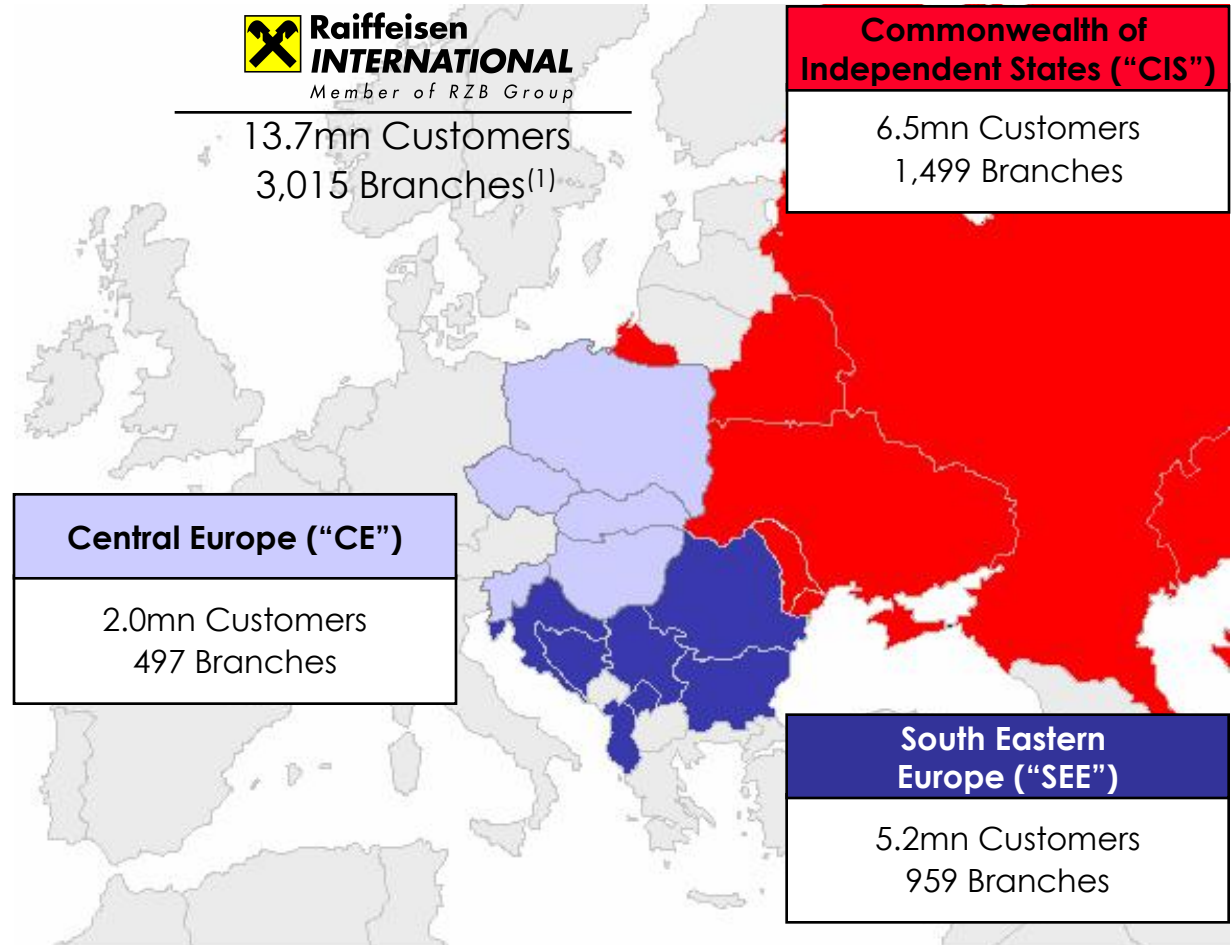 Raiffeisen
INTERNATIONAL
Member of RZB Group
13.7mn Customers
3,015 Branches(1)
Commonwealth of
Independent States (“CIS”)
6.5mn Customers
1,499 Branches
Central Europe (“CE”)
2.0mn Customers
497 Branches
South Eastern
Europe (“SEE”)
5.2mn Customers
959 Branches